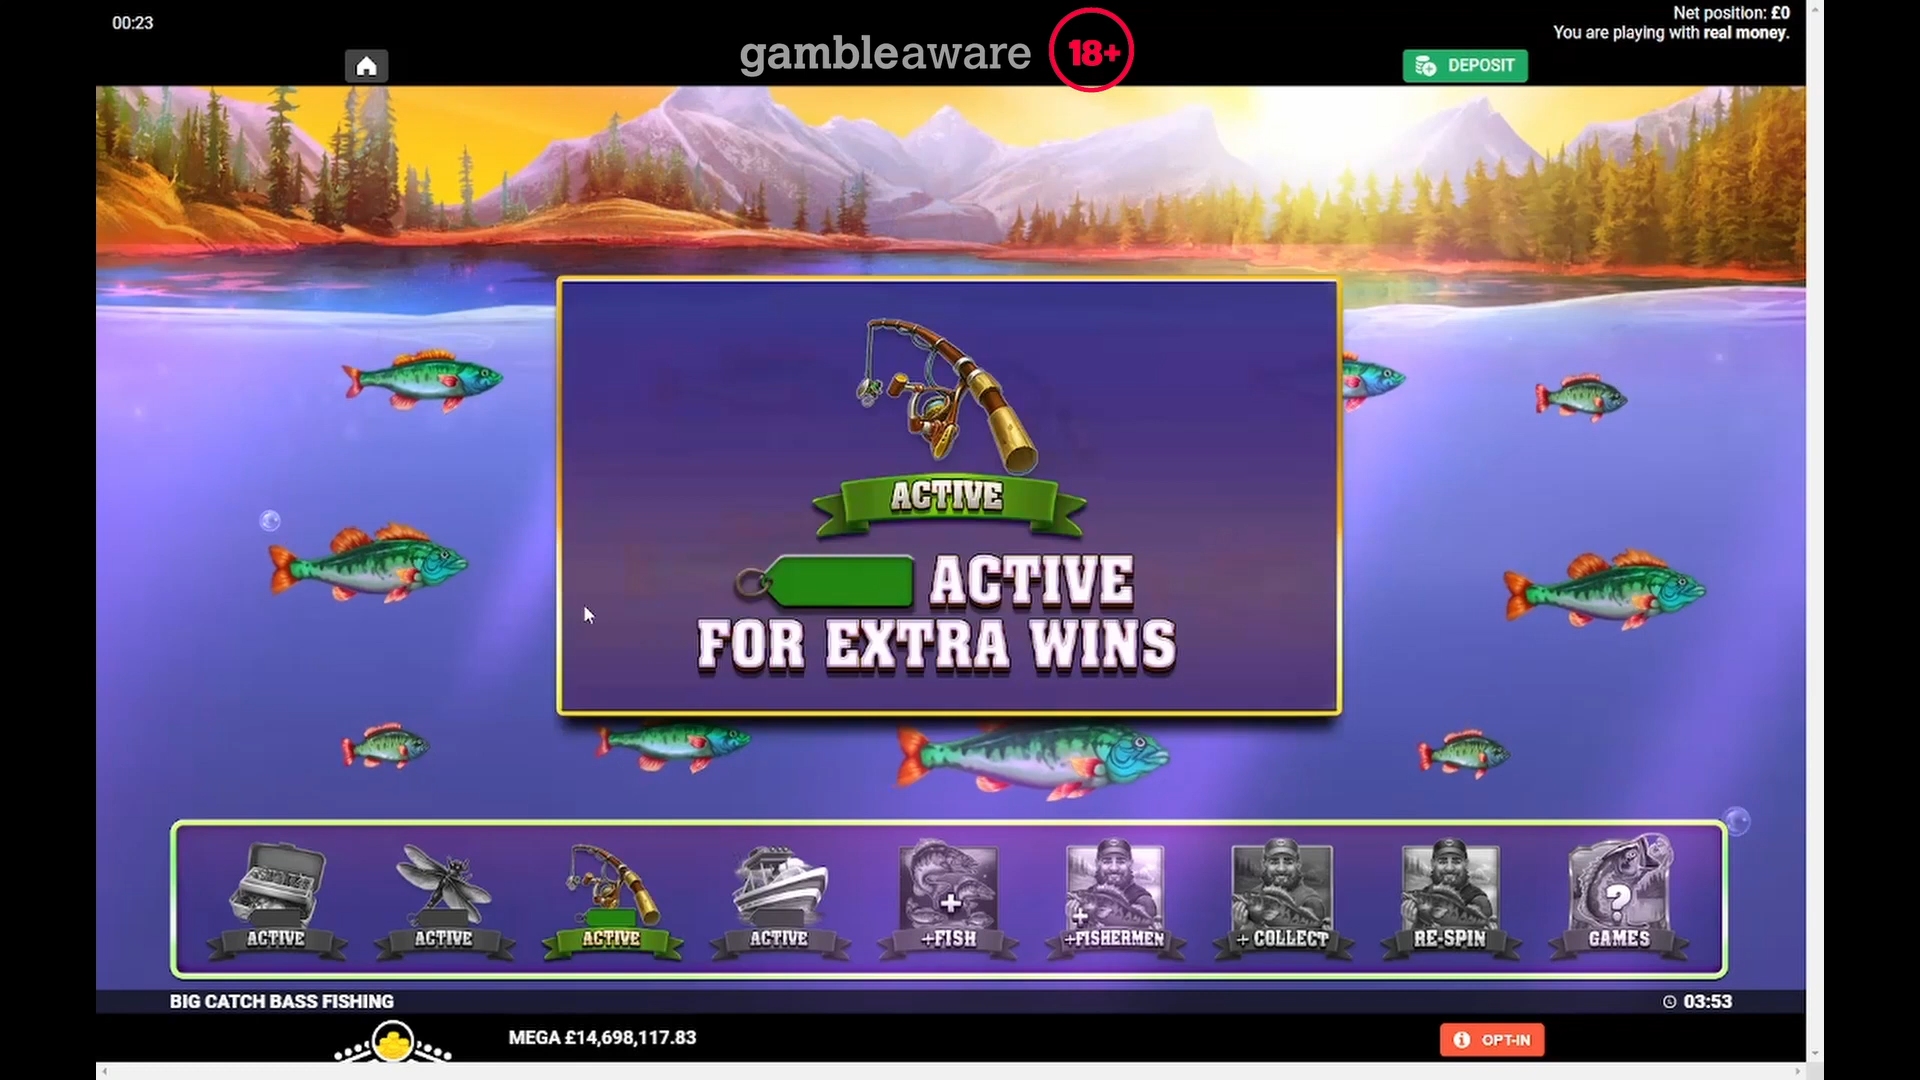 00:23
gambleaware 18+
Net position: £0
You are playing with real money.
DEPOSIT
ACTIVE
ACTIVE
FOR EXTRA WINS
ACTIVE
ACTIVE
ACTIVE
ACTIVE
+FISH
+FISHERMEN
+ COLLECT
RE-SPIN
?
GAMES
BIG CATCH BASS FISHING
03:53
MEGA £14,698,117.83
OPT-IN